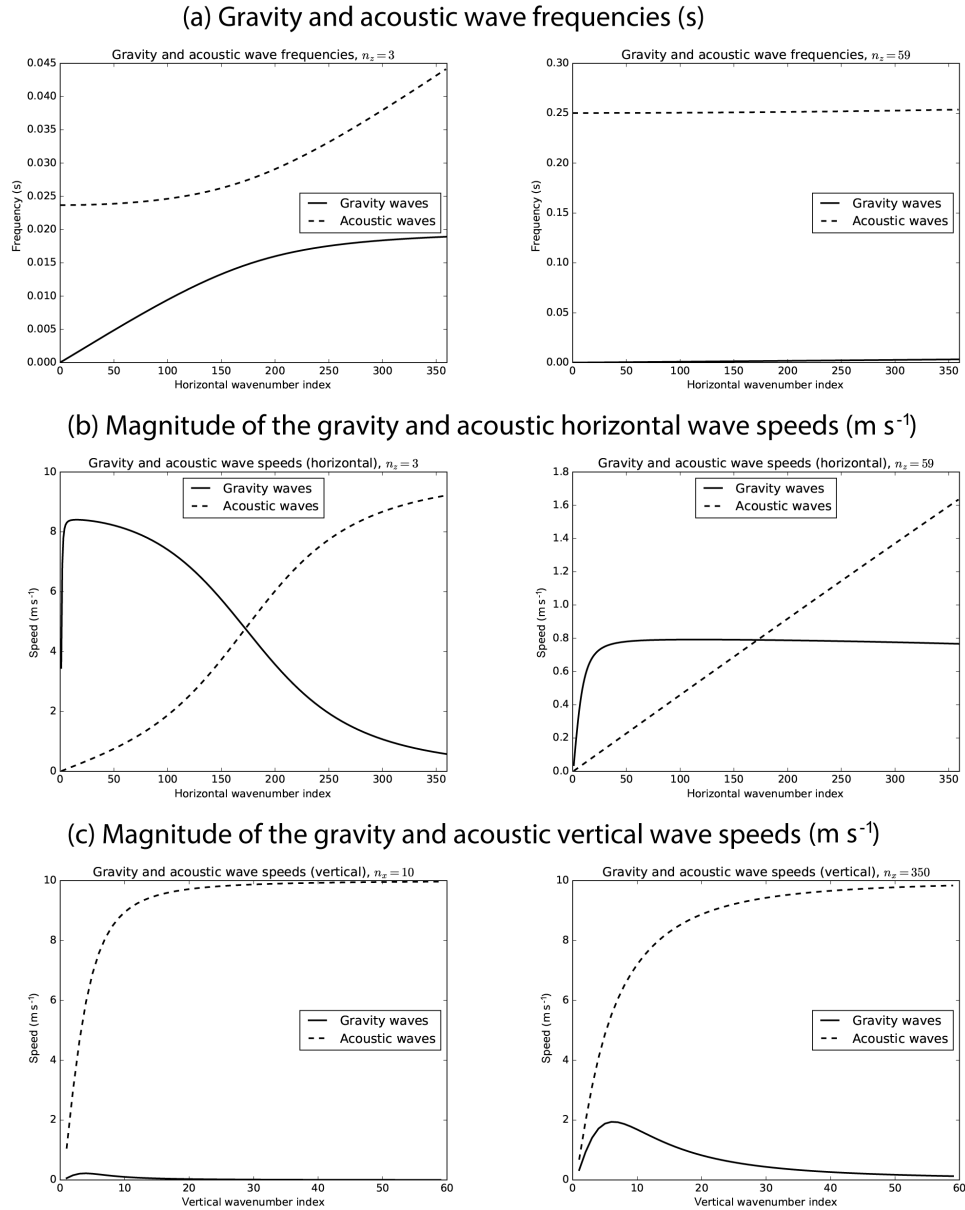 (a) Gravity and acoustic wave frequencies (s)
Gravity and acoustic wave frequencies, n_z = 3
0.045
0.040
0.035
0.030
0.025
0.020
0.015
0.010
0.005
0.000
Frequency (s)
Gravity waves
Acoustic waves
0 50 100 150 200 250 300 350
Horizontal wavenumber index
Gravity and acoustic wave frequencies, n_z = 59
0.30
0.25
0.20
0.15
0.10
0.05
0.00
Frequency (s)
Gravity waves
Acoustic waves
0 50 100 150 200 250 300 350
Horizontal wavenumber index
(b) Magnitude of the gravity and acoustic horizontal wave speeds (m s⁻¹)
Gravity and acoustic wave speeds (horizontal), n_z = 3
10
8
6
4
2
0
Speed (m s⁻¹)
Gravity waves
Acoustic waves
0 50 100 150 200 250 300 350
Horizontal wavenumber index
Gravity and acoustic wave speeds (horizontal), n_z = 59
1.8
1.6
1.4
1.2
1.0
0.8
0.6
0.4
0.2
0.0
Speed (m s⁻¹)
Gravity waves
Acoustic waves
0 50 100 150 200 250 300 350
Horizontal wavenumber index
(c) Magnitude of the gravity and acoustic vertical wave speeds (m s⁻¹)
Gravity and acoustic wave speeds (vertical), n_x = 10
10
8
6
4
2
0
Speed (m s⁻¹)
Gravity waves
Acoustic waves
0 10 20 30 40 50 60
Vertical wavenumber index
Gravity and acoustic wave speeds (vertical), n_x = 350
10
8
6
4
2
0
Speed (m s⁻¹)
Gravity waves
Acoustic waves
0 10 20 30 40 50 60
Vertical wavenumber index